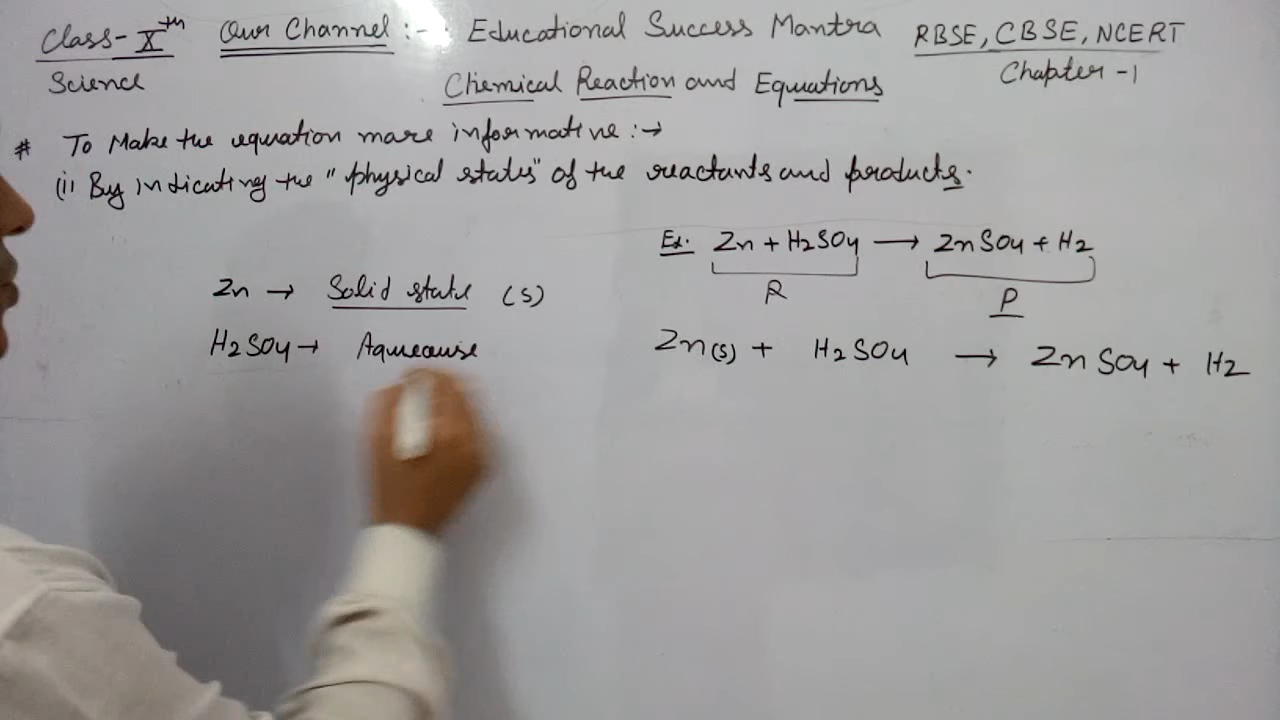 Class-Xth Our Channel:- Educational Success Mantra RBSE, CBSE, NCERT
Science Chemical Reaction and Equations Chapter-1
# To Make the equation more informative:→
(i) By indicating the "physical states" of the reactants and products.
Ex. Zn + H2SO4 → ZnSO4 + H2
R P
Zn → Solid state (s)
H2SO4 → Aqueouse
Zn(s) + H2SO4 → ZnSO4 + H2